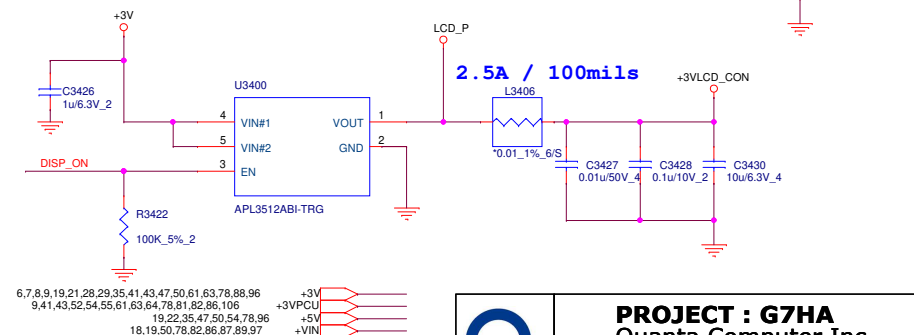 +3V
LCD_P
2.5A / 100mils
+3VLCD_CON
C3426
1u/6.3V_2
U3400
L3406
4 VIN#1 VOUT 1
5 VIN#2 GND 2
*0.01_1%_6/S
DISP_ON 3 EN
C3427 C3428 C3430
0.01u/50V_4 0.1u/10V_2 10u/6.3V_4
APL3512ABI-TRG
R3422
100K_5%_2
6,7,8,9,19,21,28,29,35,41,43,47,50,61,63,78,88,96 +3V
9,41,43,52,54,55,61,63,64,78,81,82,86,106 +3VPCU
19,22,35,47,50,54,78,96 +5V
18,19,50,78,82,86,87,89,97 +VIN
PROJECT : G7HA
Quanta Computer Inc